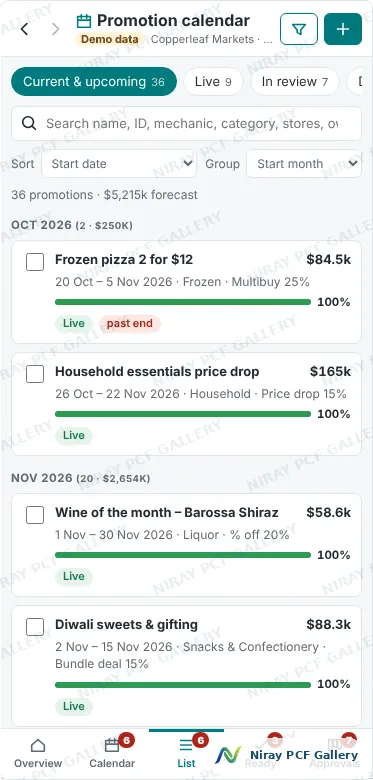 Promotion calendar
Demo data Copperleaf Markets · ...
Current & upcoming 36
Live 9
In review 7
Search name, ID, mechanic, category, stores, ov
Sort Start date Group Start month
36 promotions · $5,215k forecast
OCT 2026 (2 · $250K)
Frozen pizza 2 for $12 $84.5k
20 Oct – 5 Nov 2026 · Frozen · Multibuy 25%
100%
Live past end
Household essentials price drop $165k
26 Oct – 22 Nov 2026 · Household · Price drop 15%
100%
Live
NOV 2026 (20 · $2,654K)
Wine of the month – Barossa Shiraz $58.6k
1 Nov – 30 Nov 2026 · Liquor · % off 20%
100%
Live
Diwali sweets & gifting $88.3k
2 Nov – 15 Nov 2026 · Snacks & Confectionery ·
Bundle deal 15%
100%
Live
6 6
Overview Calendar List Ready Approvals
Niray PCF Gallery
NIRAY PCF GALLERY